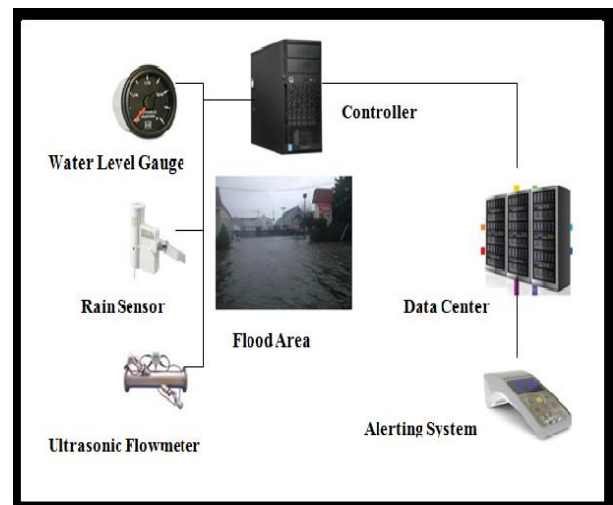 Controller
Water Level Gauge
Rain Sensor
Data Center
Flood Area
Alerting System
Ultrasonic Flowmeter